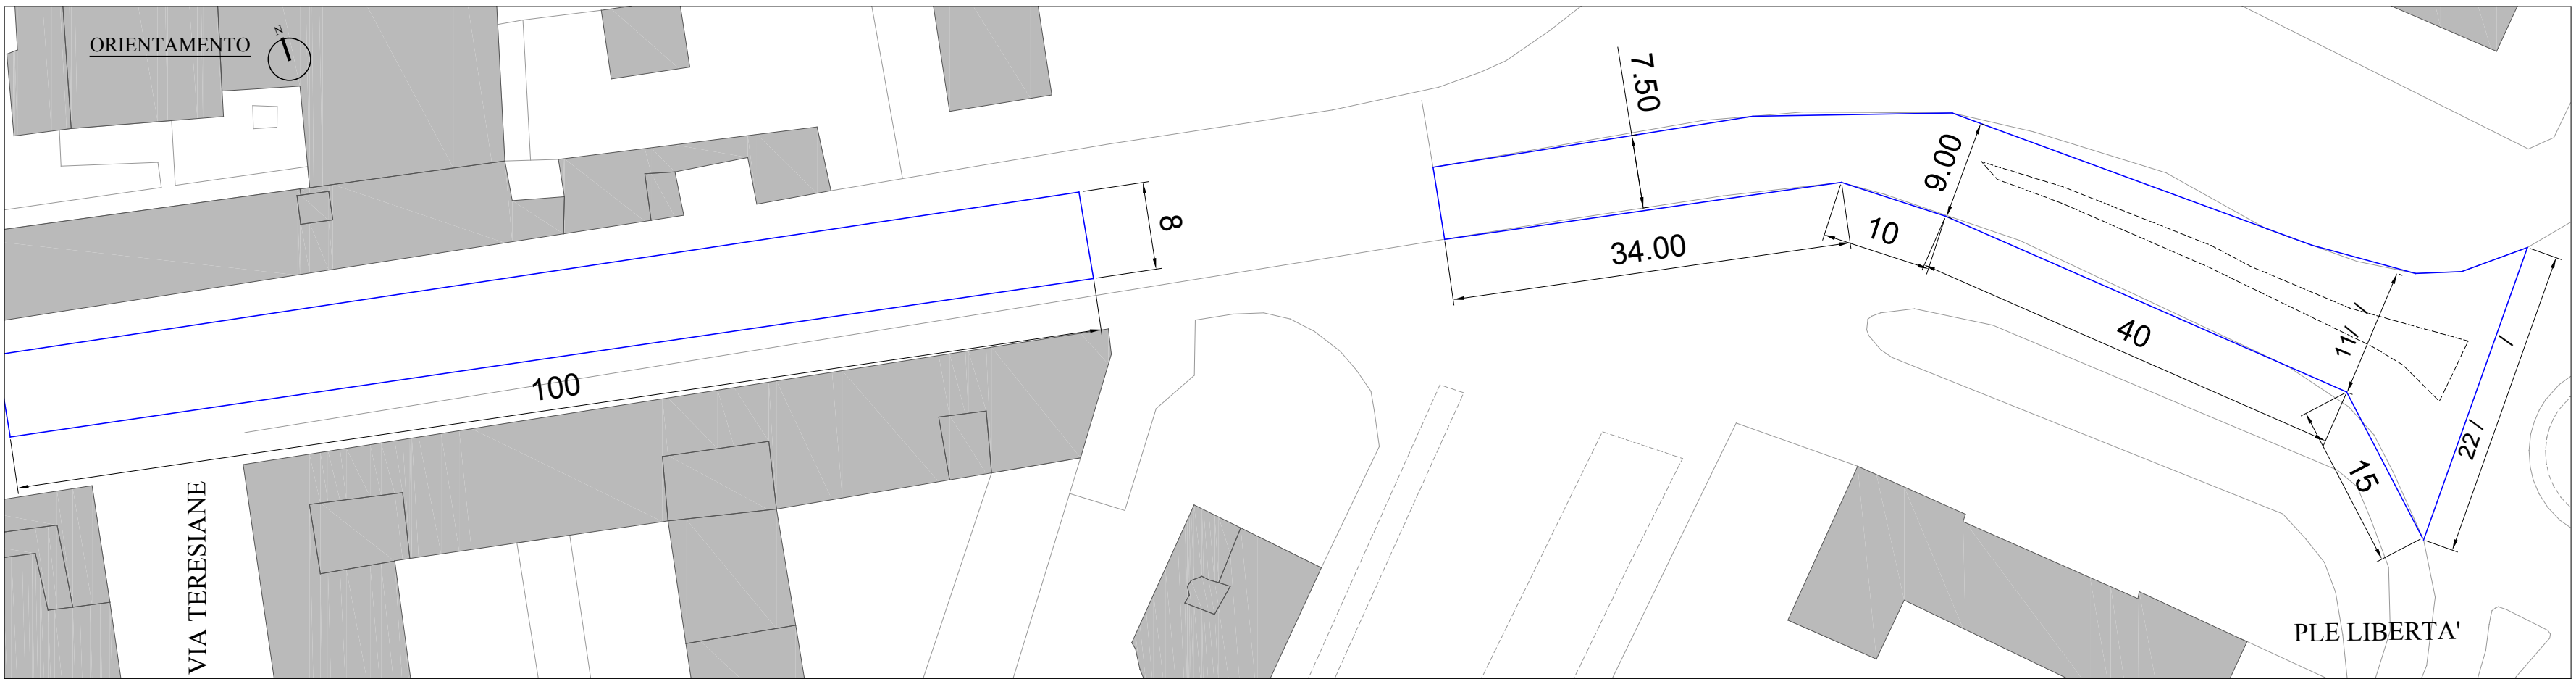 ORIENTAMENTO
N
7.50
9.00
8
10
34.00
11/ /
40
/
100
22 /
15
VIA TERESIANE
PLE LIBERTA'